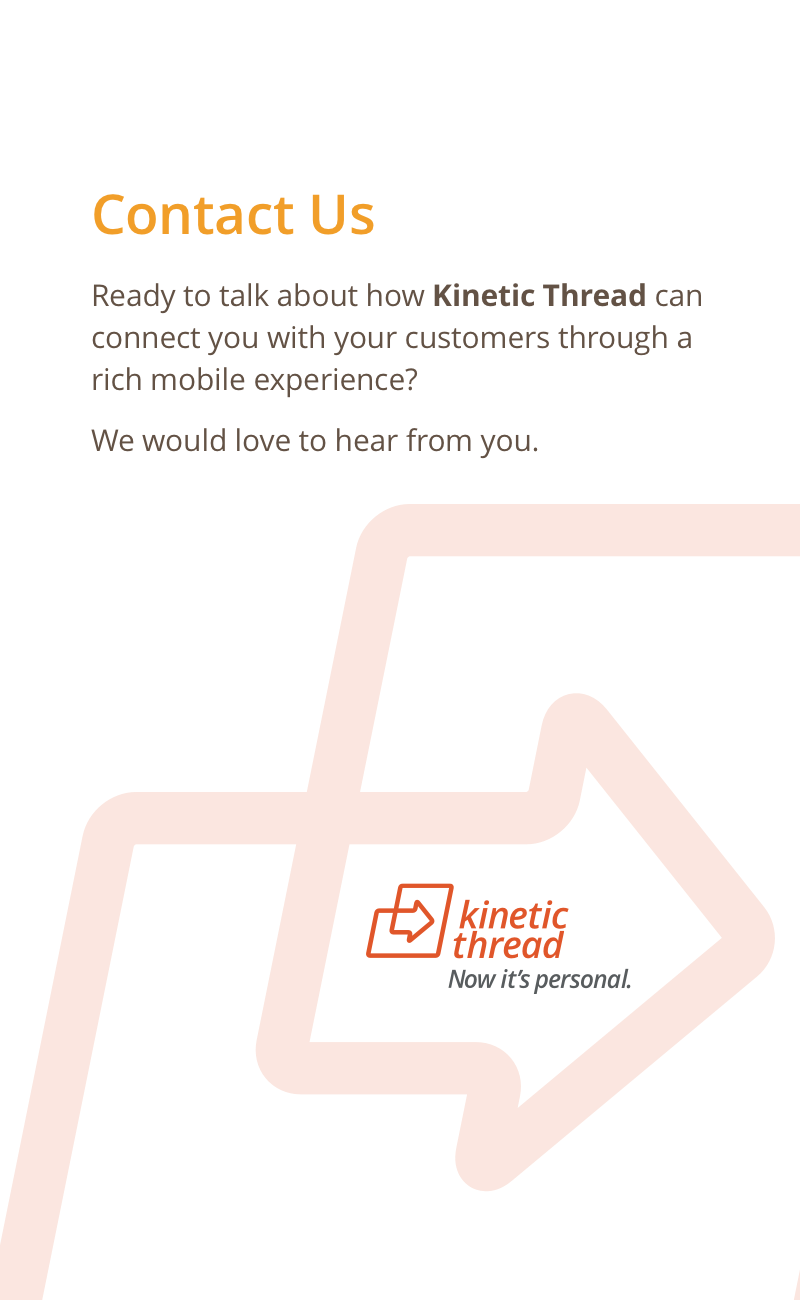 Contact Us
Ready to talk about how Kinetic Thread can
connect you with your customers through a
rich mobile experience?
We would love to hear from you.
kinetic
thread
Now it’s personal.